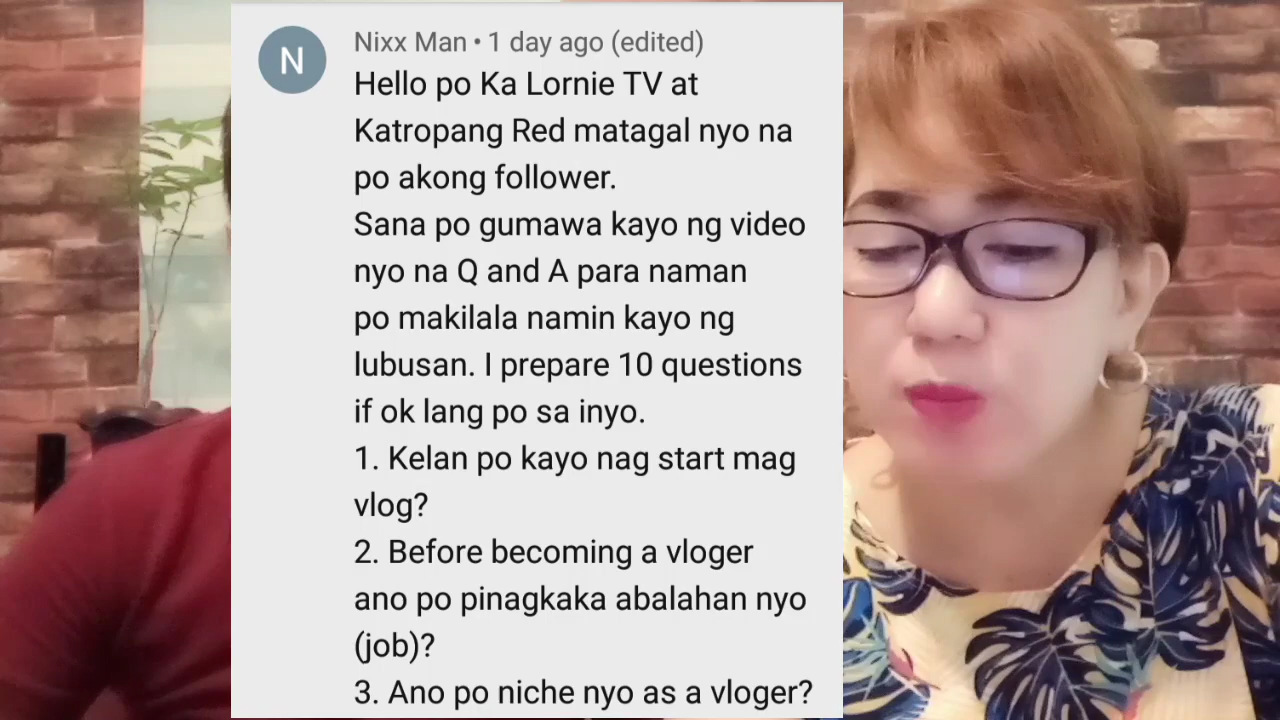 N
Nixx Man • 1 day ago (edited)
Hello po Ka Lornie TV at
Katropang Red matagal nyo na
po akong follower.
Sana po gumawa kayo ng video
nyo na Q and A para naman
po makilala namin kayo ng
lubusan. I prepare 10 questions
if ok lang po sa inyo.
1. Kelan po kayo nag start mag
vlog?
2. Before becoming a vloger
ano po pinagkaka abalahan nyo
(job)?
3. Ano po niche nyo as a vloger?